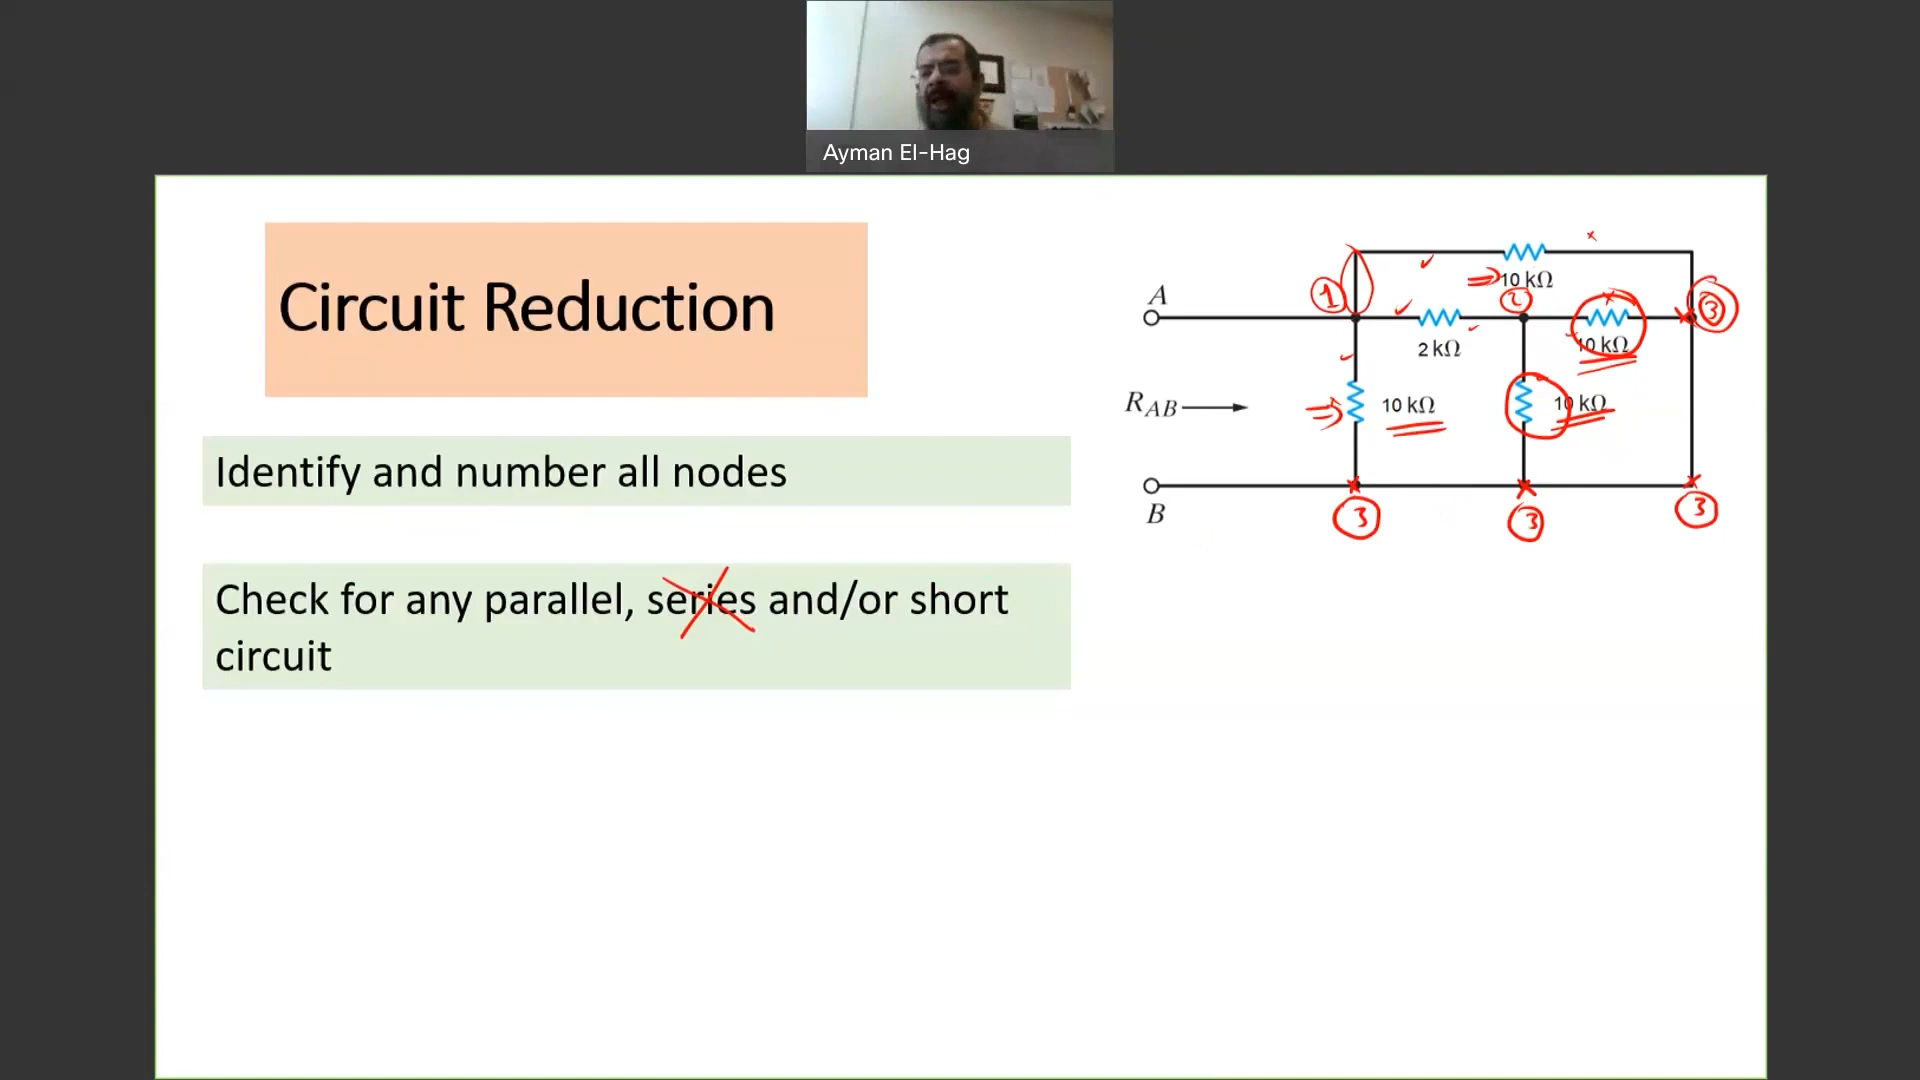 Ayman El-Hag
Circuit Reduction
Identify and number all nodes
Check for any parallel, series and/or short
circuit
10 kΩ
A
1
2
3
2 kΩ
10 kΩ
R_AB
10 kΩ
10 kΩ
B
3
3
3